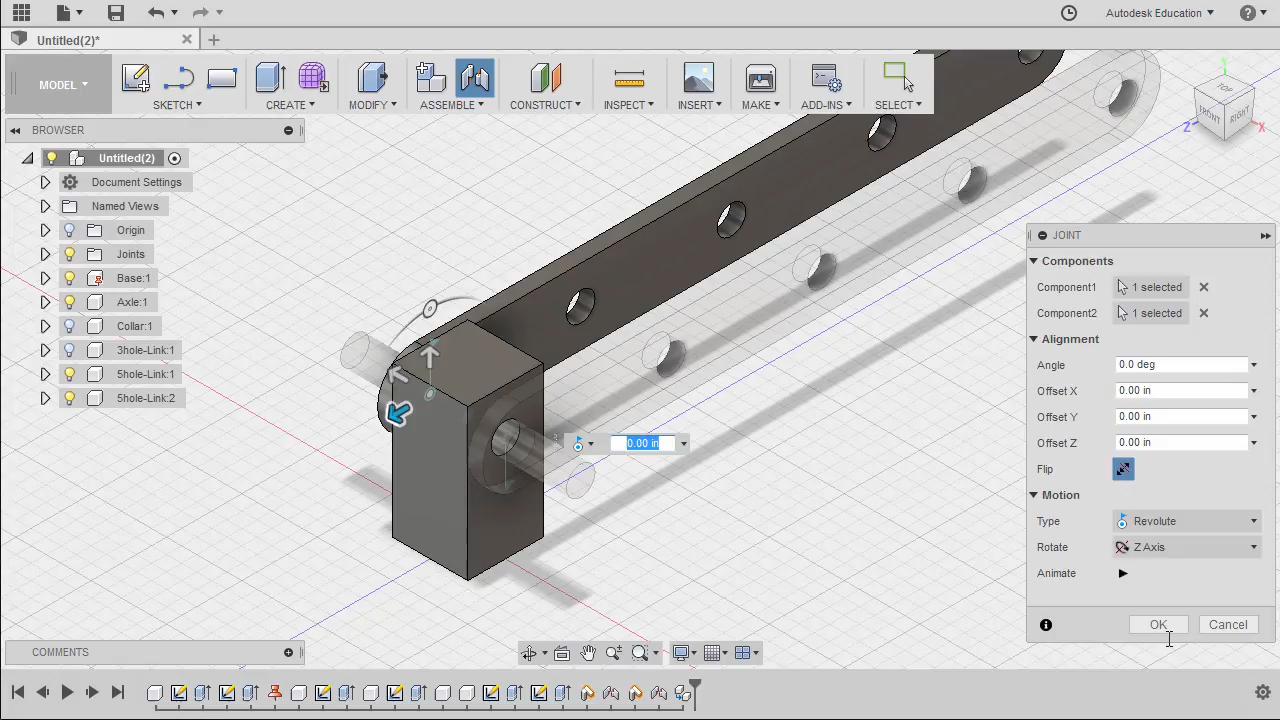 Autodesk Education
Untitled(2)*
MODEL
SKETCH
CREATE
MODIFY
ASSEMBLE
CONSTRUCT
INSPECT
INSERT
MAKE
ADD-INS
SELECT
BROWSER
Untitled(2)
Document Settings
Named Views
Origin
Joints
Base:1
Axle:1
Collar:1
3hole-Link:1
5hole-Link:1
5hole-Link:2
Y
TOP
FRONT
RIGHT
Z
X
0.00 in
JOINT
Components
Component1 1 selected
Component2 1 selected
Alignment
Angle 0.0 deg
Offset X 0.00 in
Offset Y 0.00 in
Offset Z 0.00 in
Flip
Motion
Type Revolute
Rotate Z Axis
Animate
OK Cancel
COMMENTS